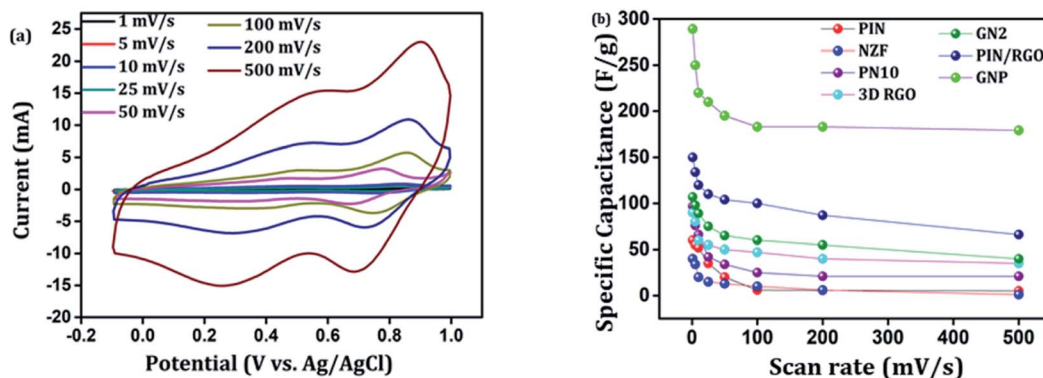 (a)
1 mV/s
5 mV/s
10 mV/s
25 mV/s
50 mV/s
100 mV/s
200 mV/s
500 mV/s
Current (mA)
25
20
15
10
5
0
-5
-10
-15
-20
-0.2
0.0
0.2
0.4
0.6
0.8
1.0
Potential (V vs. Ag/AgCl)
(b)
PIN
NZF
PN10
3D RGO
GN2
PIN/RGO
GNP
Specific Capacitance (F/g)
300
250
200
150
100
50
0
0
100
200
300
400
500
Scan rate (mV/s)